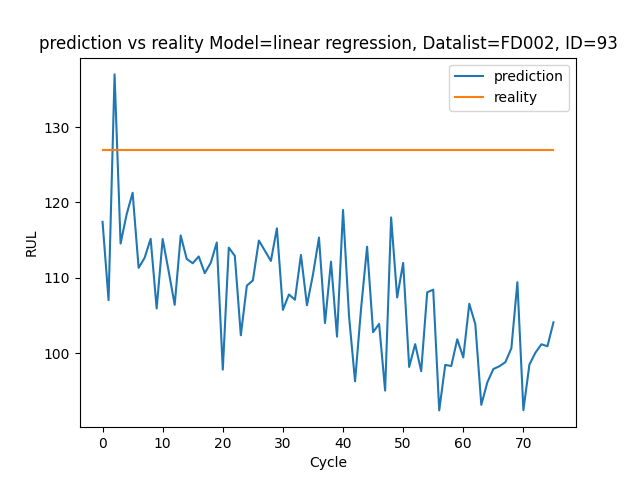 prediction vs reality Model=linear regression, Datalist=FD002, ID=93
prediction
reality
130
120
110
100
RUL
0 10 20 30 40 50 60 70
Cycle